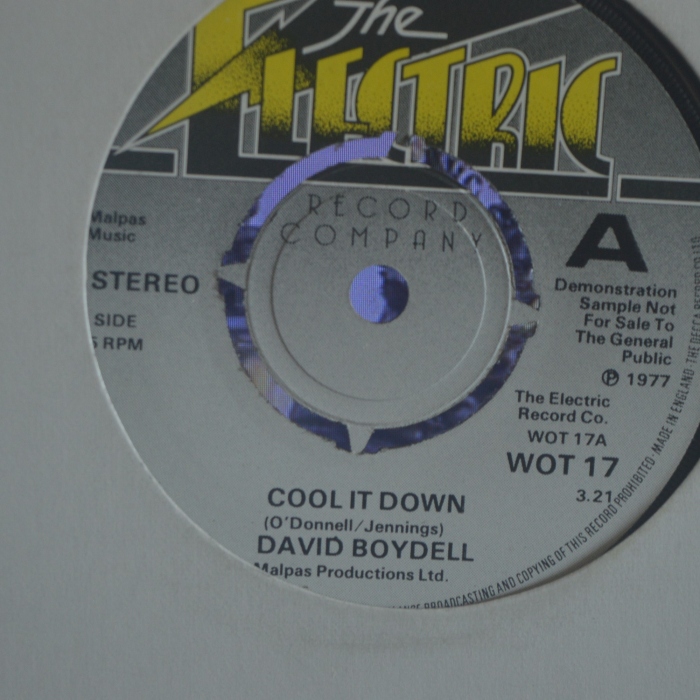 The
ELECTRIC
RECORD
COMPANY
Malpas
Music
STEREO
SIDE
RPM
A
Demonstration
Sample Not
For Sale To
The General
Public
℗ 1977
The Electric
Record Co.
WOT 17A
WOT 17
3.21
COOL IT DOWN
(O'Donnell/Jennings)
DAVID BOYDELL
Malpas Productions Ltd.
BROADCASTING AND COPYING OF THIS RECORD PROHIBITED · MADE IN ENGLAND · THE DECCA RECORD CO LTD